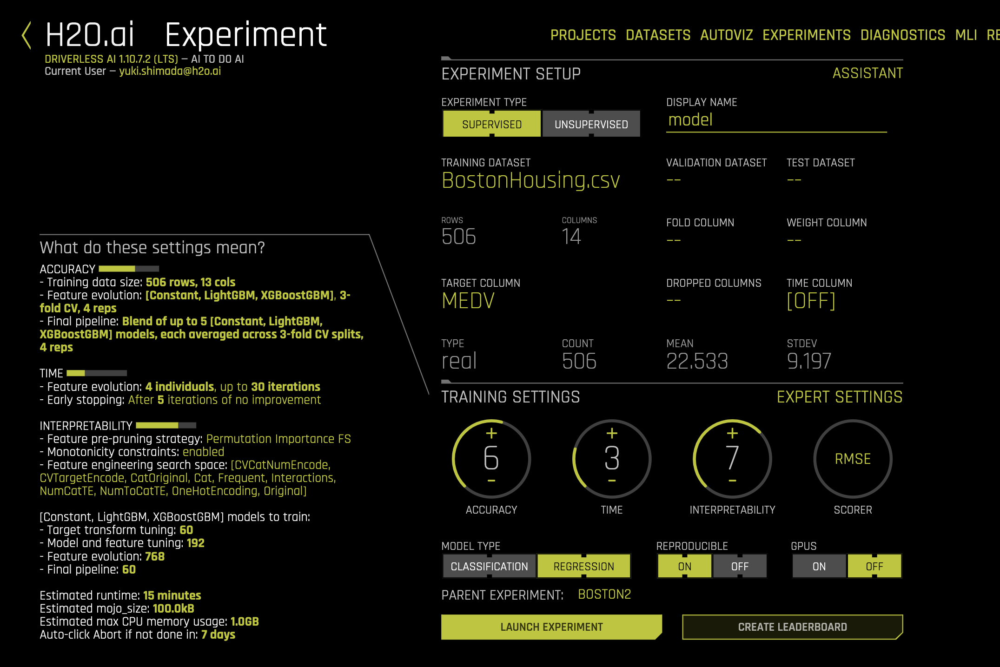 H2O.ai Experiment
DRIVERLESS AI 1.10.7.2 (LTS) – AI TO DO AI
Current User – yuki.shimada@h2o.ai
PROJECTS DATASETS AUTOVIZ EXPERIMENTS DIAGNOSTICS MLI RE
What do these settings mean?
ACCURACY
- Training data size: 506 rows, 13 cols
- Feature evolution: [Constant, LightGBM, XGBoostGBM], 3-
fold CV, 4 reps
- Final pipeline: Blend of up to 5 [Constant, LightGBM,
XGBoostGBM] models, each averaged across 3-fold CV splits,
4 reps
TIME
- Feature evolution: 4 individuals, up to 30 iterations
- Early stopping: After 5 iterations of no improvement
INTERPRETABILITY
- Feature pre-pruning strategy: Permutation Importance FS
- Monotonicity constraints: enabled
- Feature engineering search space: [CVCatNumEncode,
CVTargetEncode, CatOriginal, Cat, Frequent, Interactions,
NumCatTE, NumToCatTE, OneHotEncoding, Original]
[Constant, LightGBM, XGBoostGBM] models to train:
- Target transform tuning: 60
- Model and feature tuning: 192
- Feature evolution: 768
- Final pipeline: 60
Estimated runtime: 15 minutes
Estimated mojo_size: 100.0kB
Estimated max CPU memory usage: 1.0GB
Auto-click Abort if not done in: 7 days
EXPERIMENT SETUP ASSISTANT
EXPERIMENT TYPE DISPLAY NAME
SUPERVISED UNSUPERVISED model
TRAINING DATASET VALIDATION DATASET TEST DATASET
BostonHousing.csv -- --
ROWS COLUMNS FOLD COLUMN WEIGHT COLUMN
506 14 -- --
TARGET COLUMN DROPPED COLUMNS TIME COLUMN
MEDV -- [OFF]
TYPE COUNT MEAN STDEV
real 506 22.533 9.197
TRAINING SETTINGS EXPERT SETTINGS
+ + +
6 3 7 RMSE
- - -
ACCURACY TIME INTERPRETABILITY SCORER
MODEL TYPE REPRODUCIBLE GPUS
CLASSIFICATION REGRESSION ON OFF ON OFF
PARENT EXPERIMENT: BOSTON2
LAUNCH EXPERIMENT CREATE LEADERBOARD